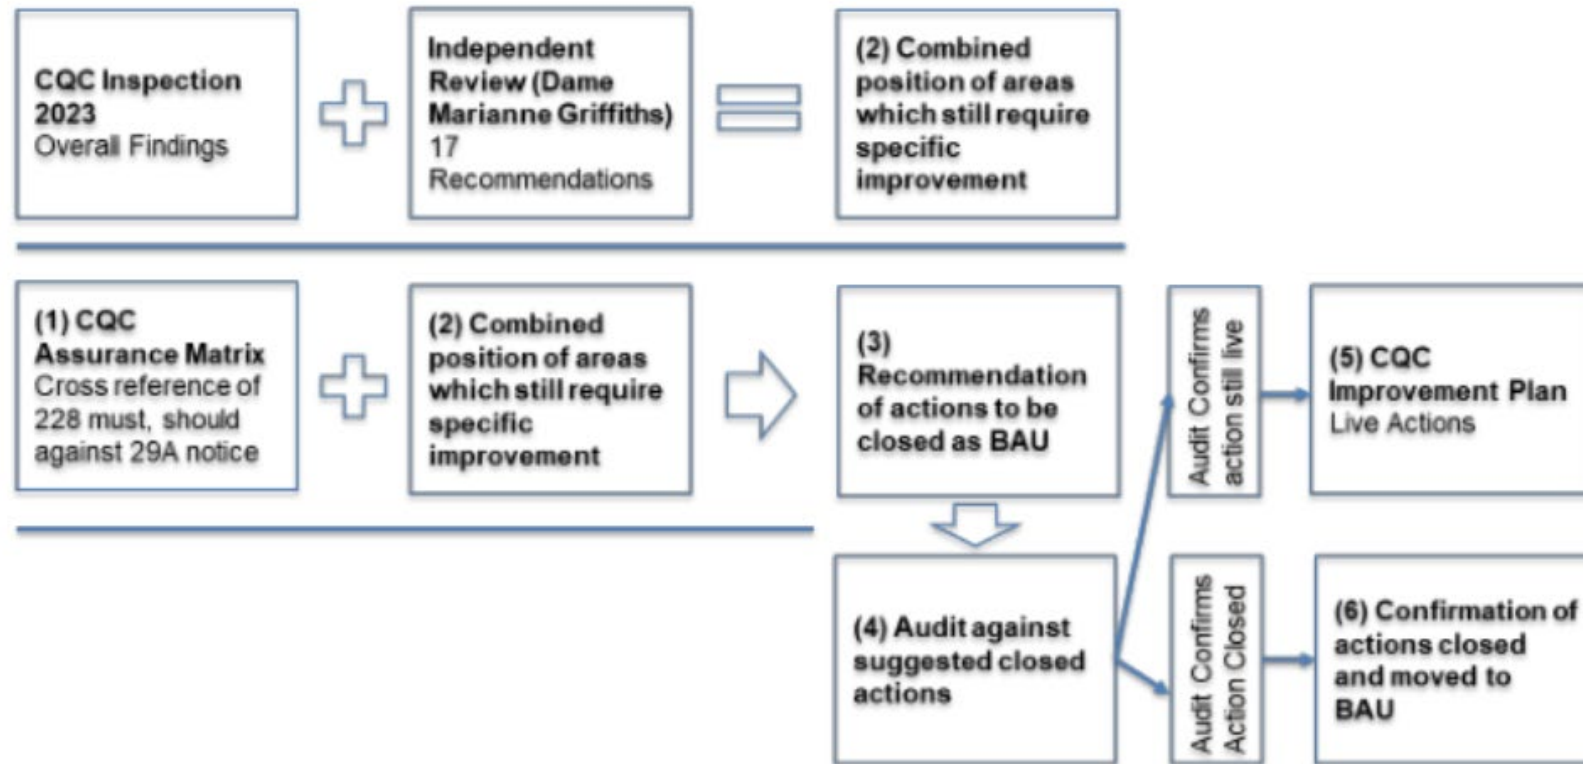 CQC Inspection
2023
Overall Findings
Independent
Review (Dame
Marianne Griffiths)
17
Recommendations
(2) Combined
position of areas
which still require
specific
improvement
(1) CQC
Assurance Matrix
Cross reference of
228 must, should
against 29A notice
(2) Combined
position of areas
which still require
specific
improvement
(3)
Recommendation
of actions to be
closed as BAU
Audit Confirms
action still live
(5) CQC
Improvement Plan
Live Actions
(4) Audit against
suggested closed
actions
Audit Confirms
Action Closed
(6) Confirmation of
actions closed
and moved to
BAU